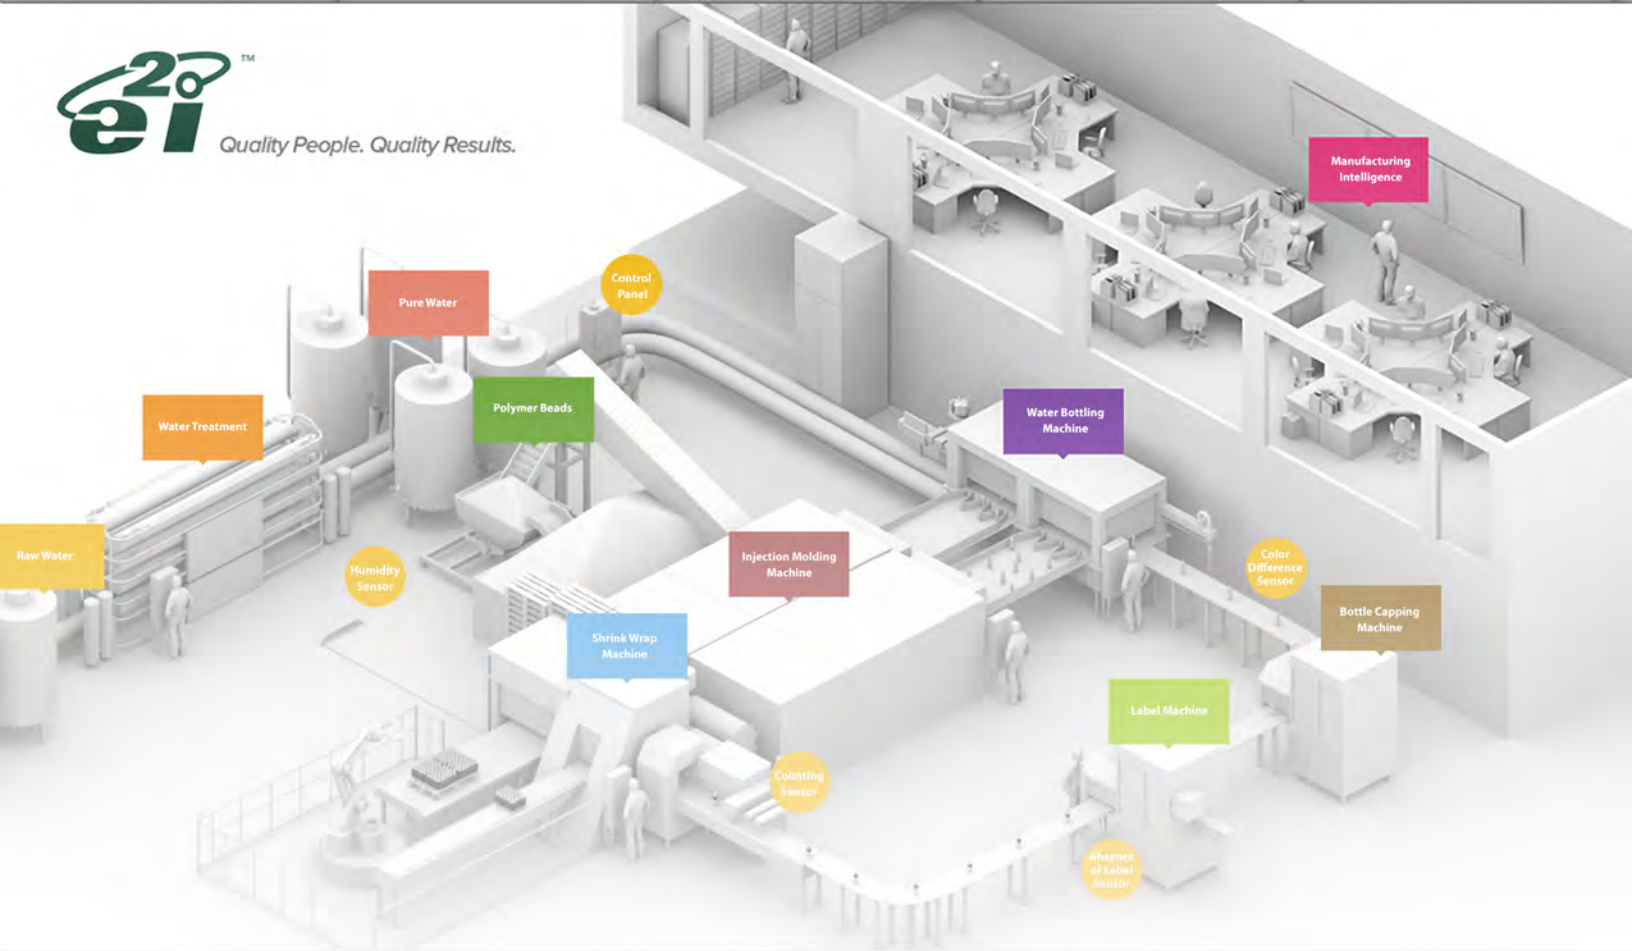 e2i
TM
Quality People. Quality Results.
Manufacturing
Intelligence
Control
Panel
Pure Water
Polymer Beads
Water Treatment
Water Bottling
Machine
Raw Water
Humidity
Sensor
Injection Molding
Machine
Color
Difference
Sensor
Bottle Capping
Machine
Shrink Wrap
Machine
Label Machine
Counting
Sensor
Absence
of Label
Sensor